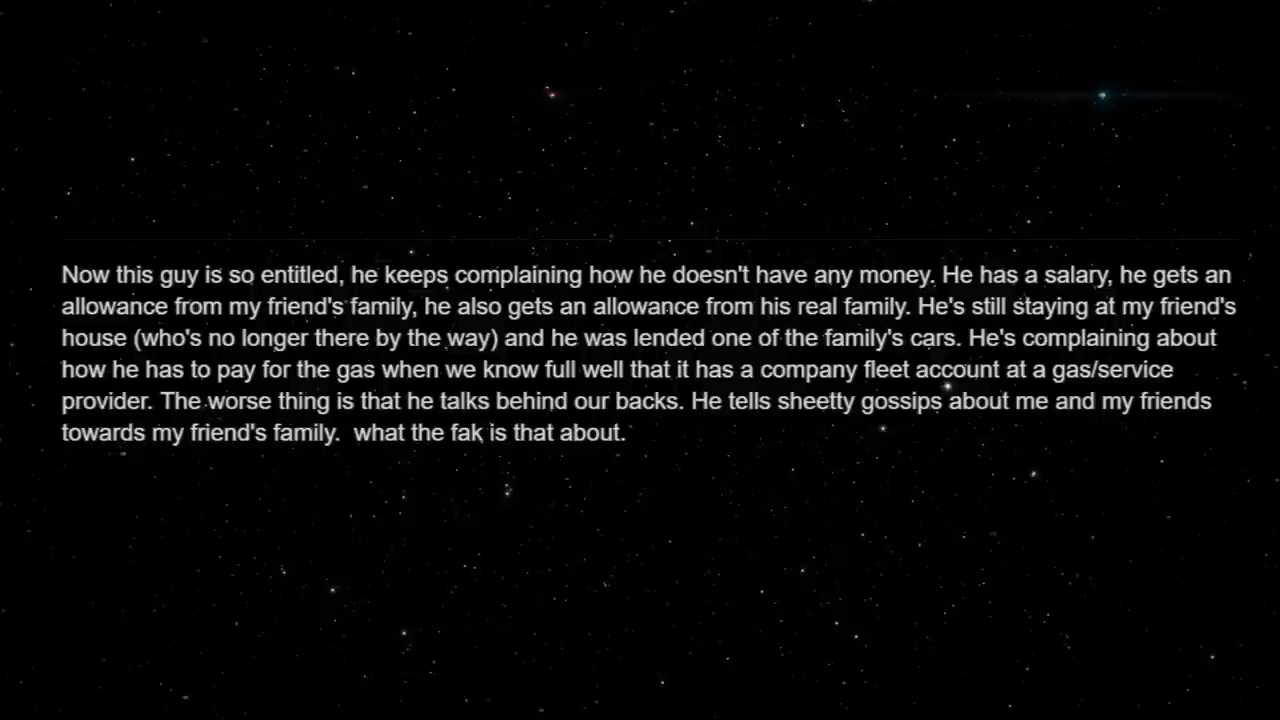 Now this guy is so entitled, he keeps complaining how he doesn't have any money. He has a salary, he gets an
allowance from my friend's family, he also gets an allowance from his real family. He's still staying at my friend's
house (who's no longer there by the way) and he was lended one of the family's cars. He's complaining about
how he has to pay for the gas when we know full well that it has a company fleet account at a gas/service
provider. The worse thing is that he talks behind our backs. He tells sheetty gossips about me and my friends
towards my friend's family.  what the fak is that about.